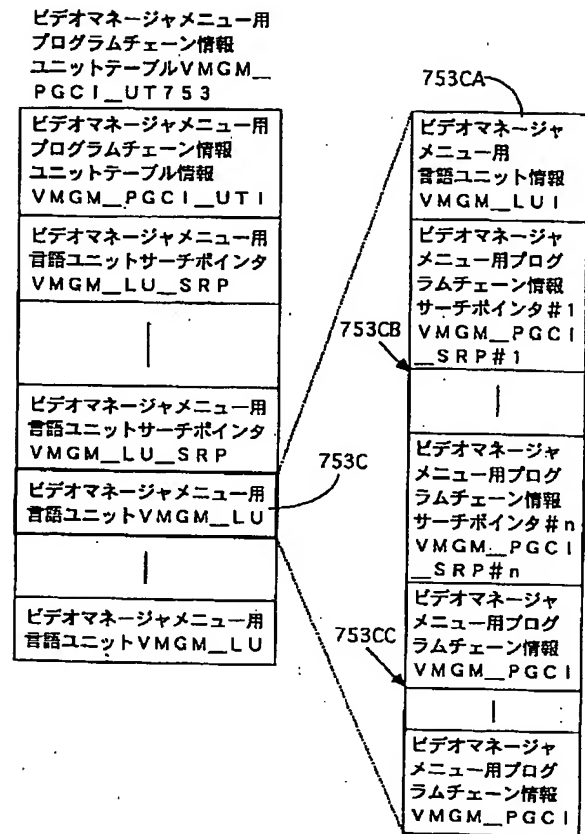 ビデオマネージャメニュー用
プログラムチェーン情報
ユニットテーブルVMGM__
PGCI_UT753
ビデオマネージャメニュー用
プログラムチェーン情報
ユニットテーブル情報
VMGM__PGCI_UTI
ビデオマネージャメニュー用
言語ユニットサーチポインタ
VMGM__LU_SRP
ビデオマネージャメニュー用
言語ユニットサーチポインタ
VMGM__LU_SRP
ビデオマネージャメニュー用
言語ユニットVMGM__LU
ビデオマネージャメニュー用
言語ユニットVMGM__LU
753C
753CA
ビデオマネージャ
メニュー用
言語ユニット情報
VMGM__LUI
ビデオマネージャ
メニュー用プログ
ラムチェーン情報
サーチポインタ#1
VMGM__PGCI
_SRP#1
753CB
ビデオマネージャ
メニュー用プログ
ラムチェーン情報
サーチポインタ#n
VMGM__PGCI
_SRP#n
ビデオマネージャ
メニュー用プログ
ラムチェーン情報
VMGM__PGCI
753CC
ビデオマネージャ
メニュー用プログ
ラムチェーン情報
VMGM__PGCI